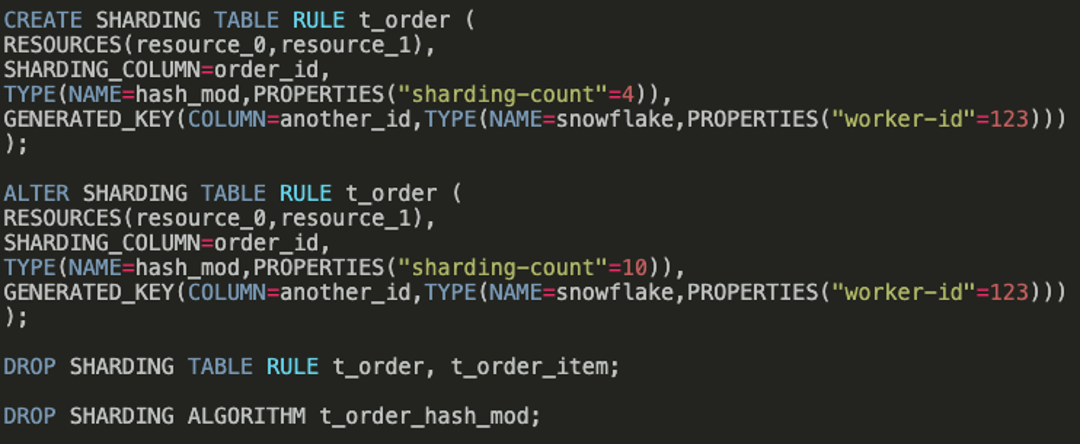 CREATE SHARDING TABLE RULE t_order (
RESOURCES(resource_0,resource_1),
SHARDING_COLUMN=order_id,
TYPE(NAME=hash_mod,PROPERTIES("sharding-count"=4)),
GENERATED_KEY(COLUMN=another_id,TYPE(NAME=snowflake,PROPERTIES("worker-id"=123)))
);
ALTER SHARDING TABLE RULE t_order (
RESOURCES(resource_0,resource_1),
SHARDING_COLUMN=order_id,
TYPE(NAME=hash_mod,PROPERTIES("sharding-count"=10)),
GENERATED_KEY(COLUMN=another_id,TYPE(NAME=snowflake,PROPERTIES("worker-id"=123)))
);
DROP SHARDING TABLE RULE t_order, t_order_item;
DROP SHARDING ALGORITHM t_order_hash_mod;